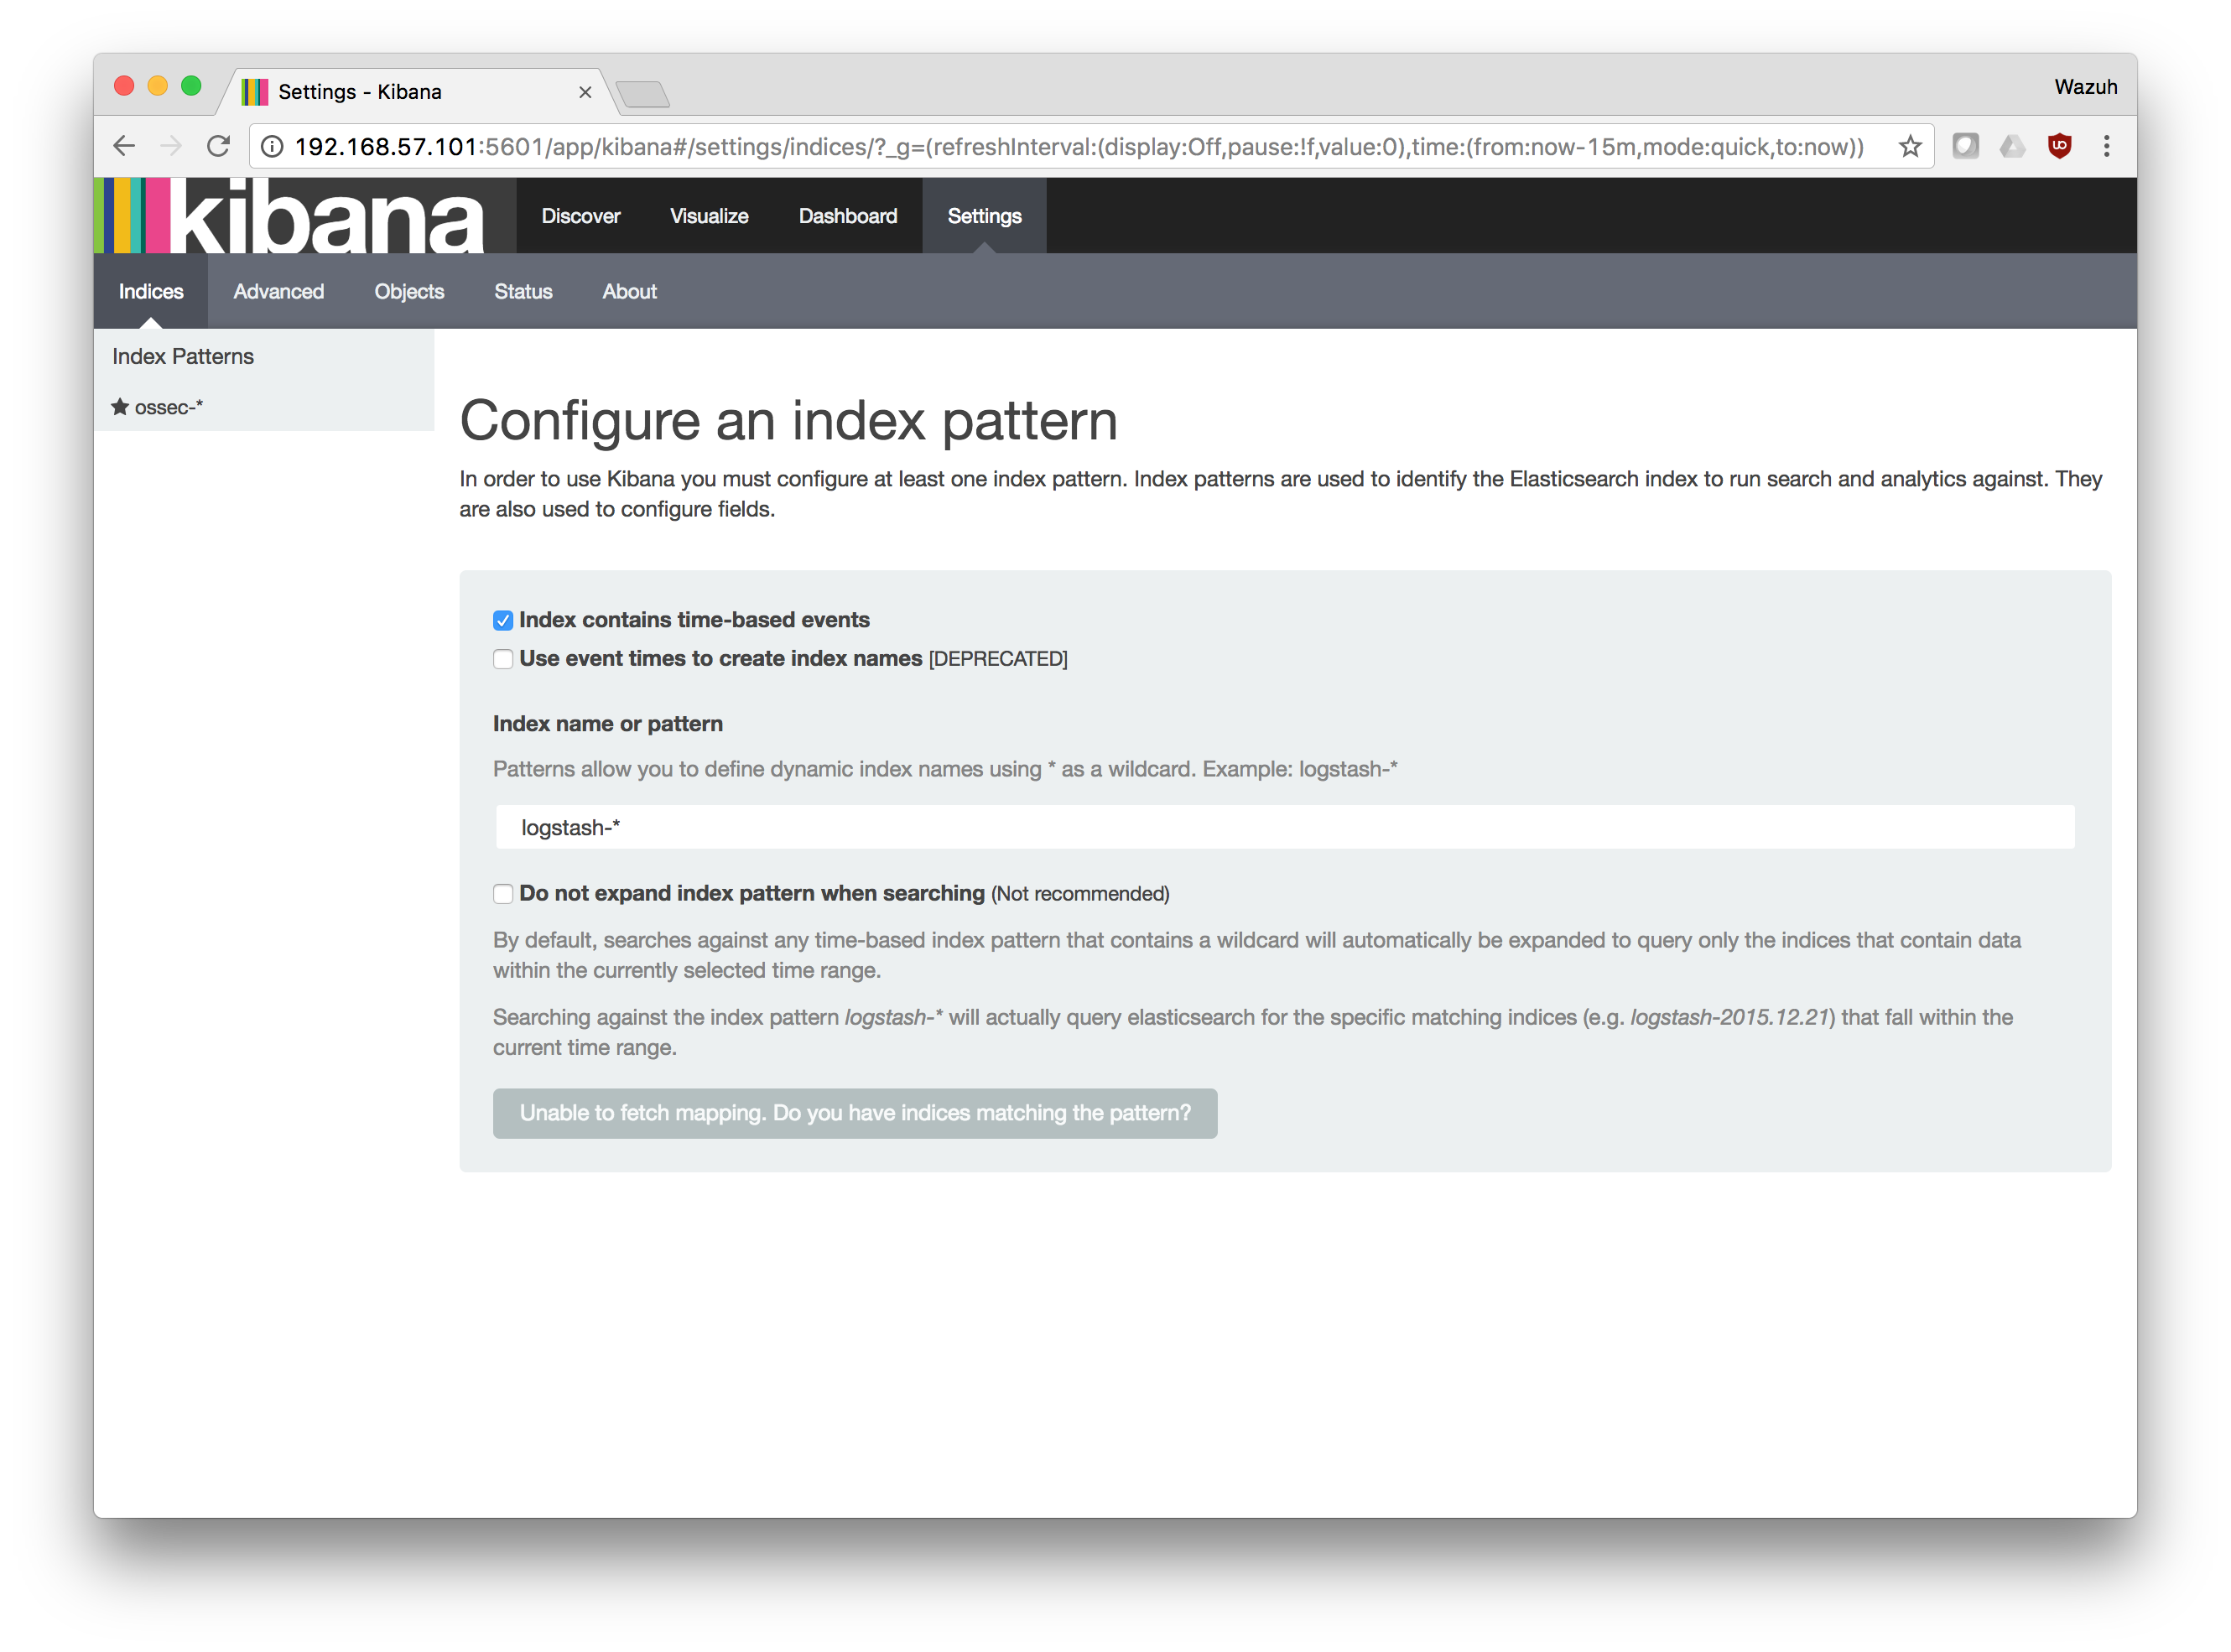 Settings - Kibana
Wazuh
192.168.57.101:5601/app/kibana#/settings/indices/?_g=(refreshInterval:(display:Off,pause:!f,value:0),time:(from:now-15m,mode:quick,to:now))
kibana
Discover
Visualize
Dashboard
Settings
Indices
Advanced
Objects
Status
About
Index Patterns
ossec-*
Configure an index pattern
In order to use Kibana you must configure at least one index pattern. Index patterns are used to identify the Elasticsearch index to run search and analytics against. They
are also used to configure fields.
Index contains time-based events
Use event times to create index names [DEPRECATED]
Index name or pattern
Patterns allow you to define dynamic index names using * as a wildcard. Example: logstash-*
logstash-*
Do not expand index pattern when searching (Not recommended)
By default, searches against any time-based index pattern that contains a wildcard will automatically be expanded to query only the indices that contain data
within the currently selected time range.
Searching against the index pattern logstash-* will actually query elasticsearch for the specific matching indices (e.g. logstash-2015.12.21) that fall within the
current time range.
Unable to fetch mapping. Do you have indices matching the pattern?